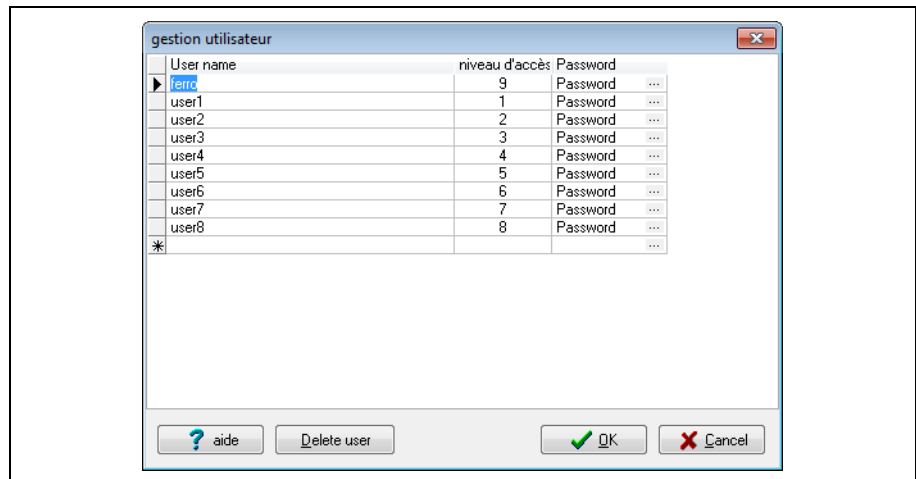 gestion utilisateur
User name niveau d'accès Password
ferro 9 Password ...
user1 1 Password ...
user2 2 Password ...
user3 3 Password ...
user4 4 Password ...
user5 5 Password ...
user6 6 Password ...
user7 7 Password ...
user8 8 Password ...
...
? aide Delete user OK Cancel